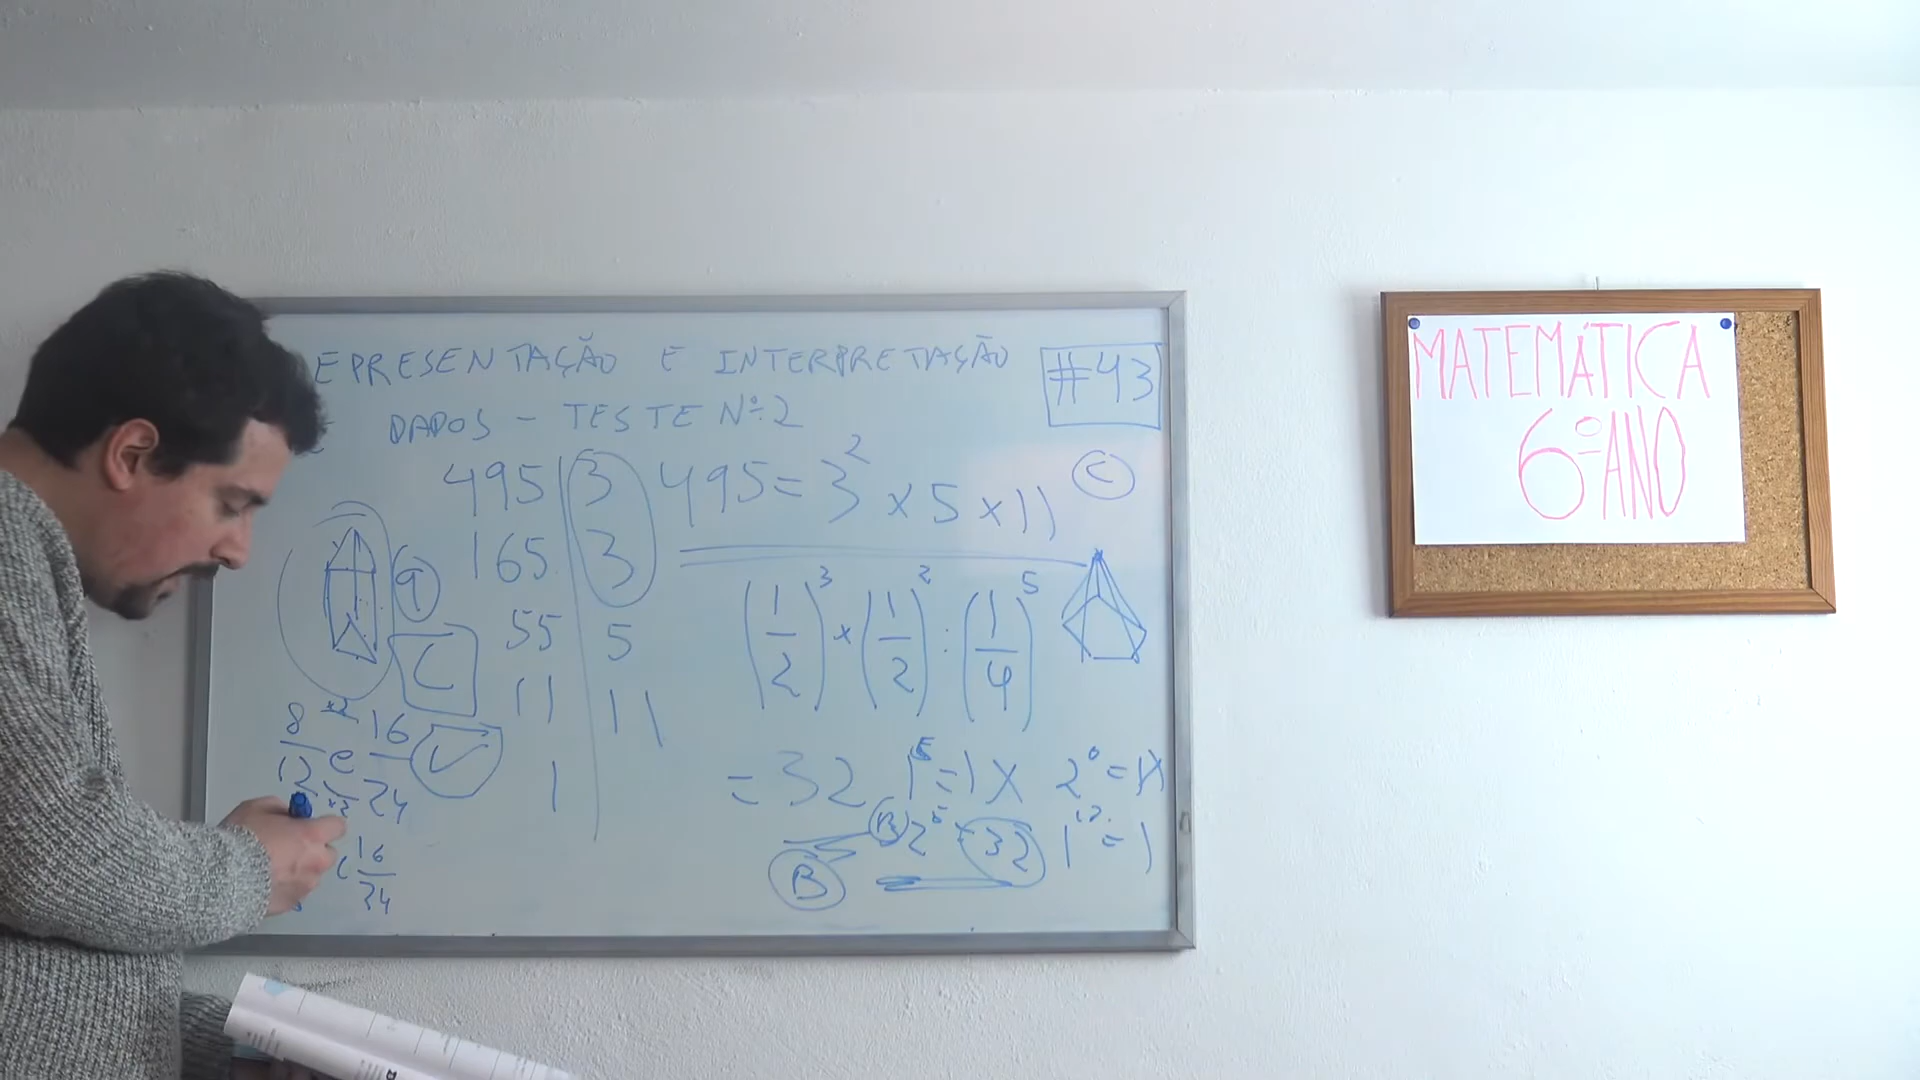 EPRESENTAÇÃO E INTERPRETAÇÃO #43
DADOS - TESTE Nº2
495 | 3
165 | 3
55 | 5
11 | 11
1
495 = 3² × 5 × 11
C
(1/2)³ × (1/2)² : (1/4)⁵
= 32
2⁰ = 1
32
1
= 1
B
B
9
C
8/12 e 16/24
×2
×2
V
16/24
MATEMÁTICA
6º ANO